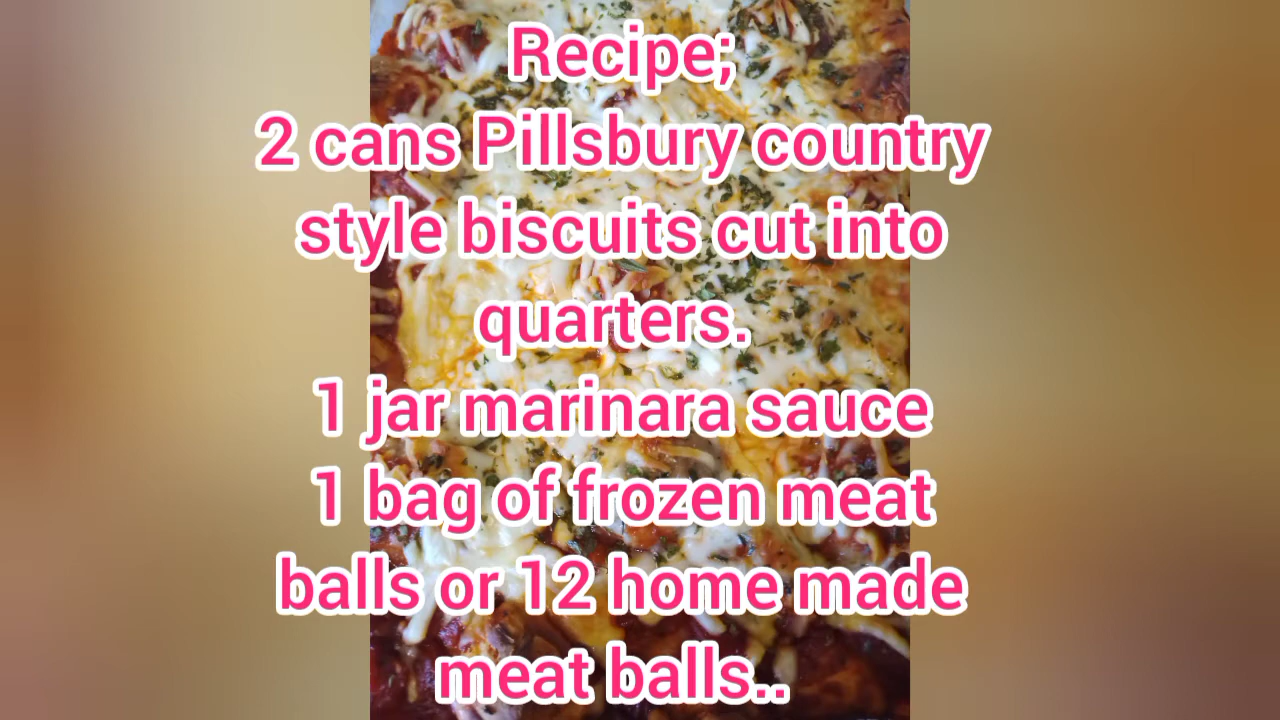 Recipe;
2 cans Pillsbury country
style biscuits cut into
quarters.
1 jar marinara sauce
1 bag of frozen meat
balls or 12 home made
meat balls..